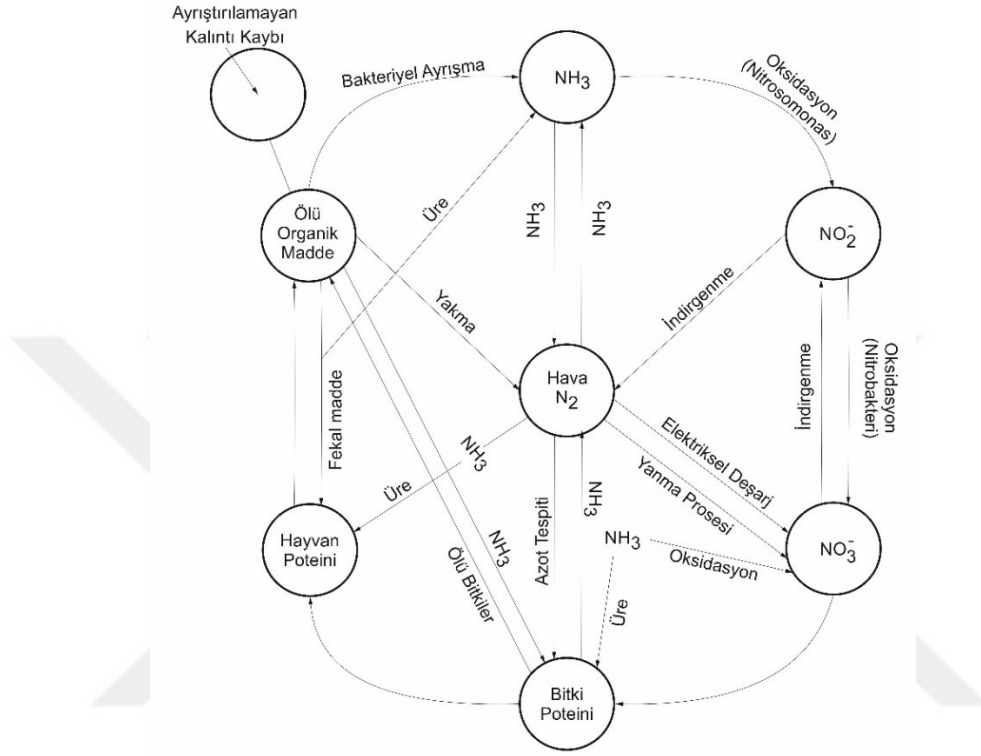 Ayrıştırılamayan
Kalıntı Kaybı
Bakteriyel Ayrışma
NH3
Oksidasyon
(Nitrosomonas)
Üre
Ölü
Organik
Madde
NH3
NH3
NO2-
Yakma
İndirgenme
Hava
N2
Fekal madde
İndirgenme
Oksidasyon
(Nitrobakteri)
NH3
Üre
Elektriksel Deşarj
Yanma Prosesi
NH3
Azot Tespiti
NH3
Hayvan
Poteini
NH3
Oksidasyon
NO3-
Ölü Bitkiler
Üre
Bitki
Poteini